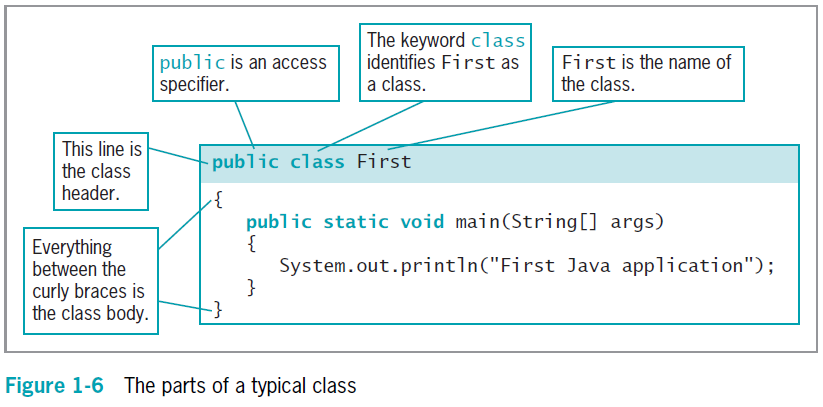 public is an access
specifier.
The keyword class
identifies First as
a class.
First is the name of
the class.
This line is
the class
header.
public class First
{
public static void main(String[] args)
{
System.out.println("First Java application");
}
}
Everything
between the
curly braces is
the class body.
Figure 1-6 The parts of a typical class